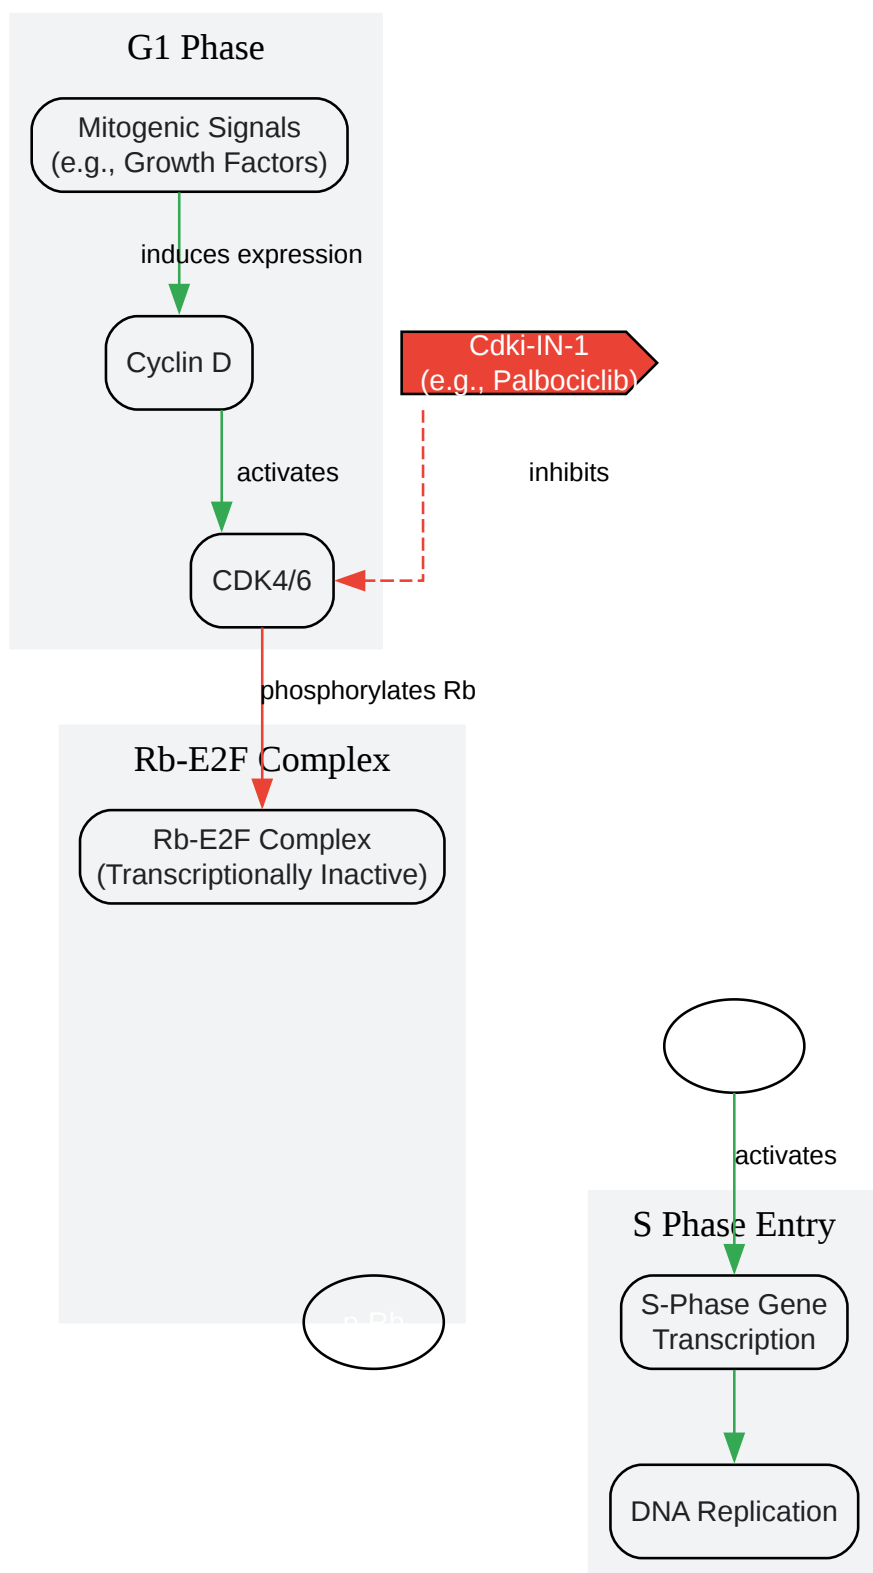 G1 Phase
Mitogenic Signals
(e.g., Growth Factors)
induces expression
Cyclin D
Cdki-IN-1
(e.g., Palbociclib)
activates
inhibits
CDK4/6
phosphorylates Rb
Rb-E2F Complex
Rb-E2F Complex
(Transcriptionally Inactive)
activates
S Phase Entry
S-Phase Gene
Transcription
p-Rb
DNA Replication